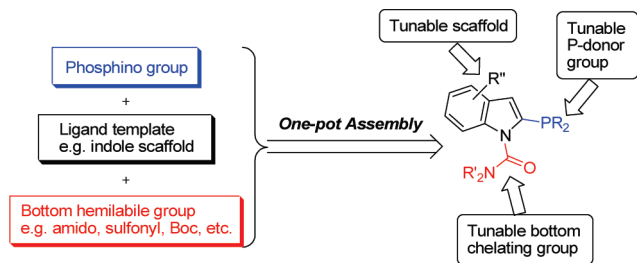 Phosphino group
+
Ligand template
e.g. indole scaffold
+
Bottom hemilabile group
e.g. amido, sulfonyl, Boc, etc.
One-pot Assembly
Tunable scaffold
Tunable
P-donor
group
R"
PR2
N
R'2N
O
Tunable bottom
chelating group